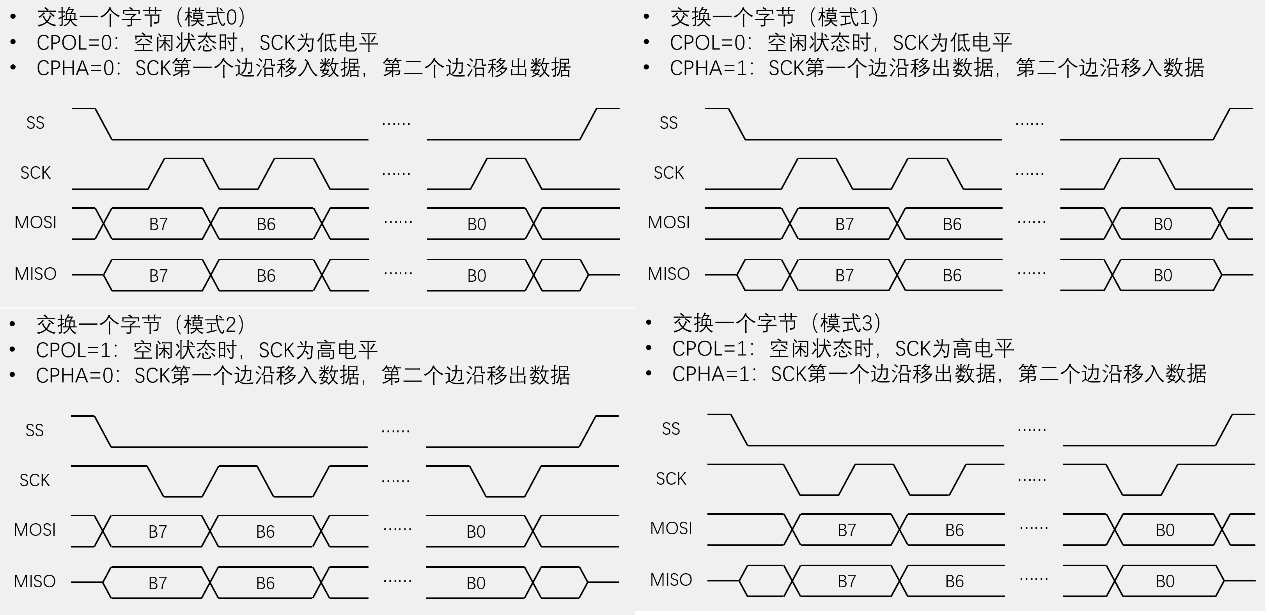 • 交换一个字节（模式0）
• CPOL=0：空闲状态时，SCK为低电平
• CPHA=0：SCK第一个边沿移入数据，第二个边沿移出数据
SS ······
SCK ······
MOSI B7 B6 ······ B0
MISO B7 B6 ······ B0
• 交换一个字节（模式1）
• CPOL=0：空闲状态时，SCK为低电平
• CPHA=1：SCK第一个边沿移出数据，第二个边沿移入数据
SS ······
SCK ······
MOSI B7 B6 ······ B0
MISO B7 B6 ······ B0
• 交换一个字节（模式2）
• CPOL=1：空闲状态时，SCK为高电平
• CPHA=0：SCK第一个边沿移入数据，第二个边沿移出数据
SS ······
SCK ······
MOSI B7 B6 ······ B0
MISO B7 B6 ······ B0
• 交换一个字节（模式3）
• CPOL=1：空闲状态时，SCK为高电平
• CPHA=1：SCK第一个边沿移出数据，第二个边沿移入数据
SS ······
SCK ······
MOSI B7 B6 ······ B0
MISO B7 B6 ······ B0